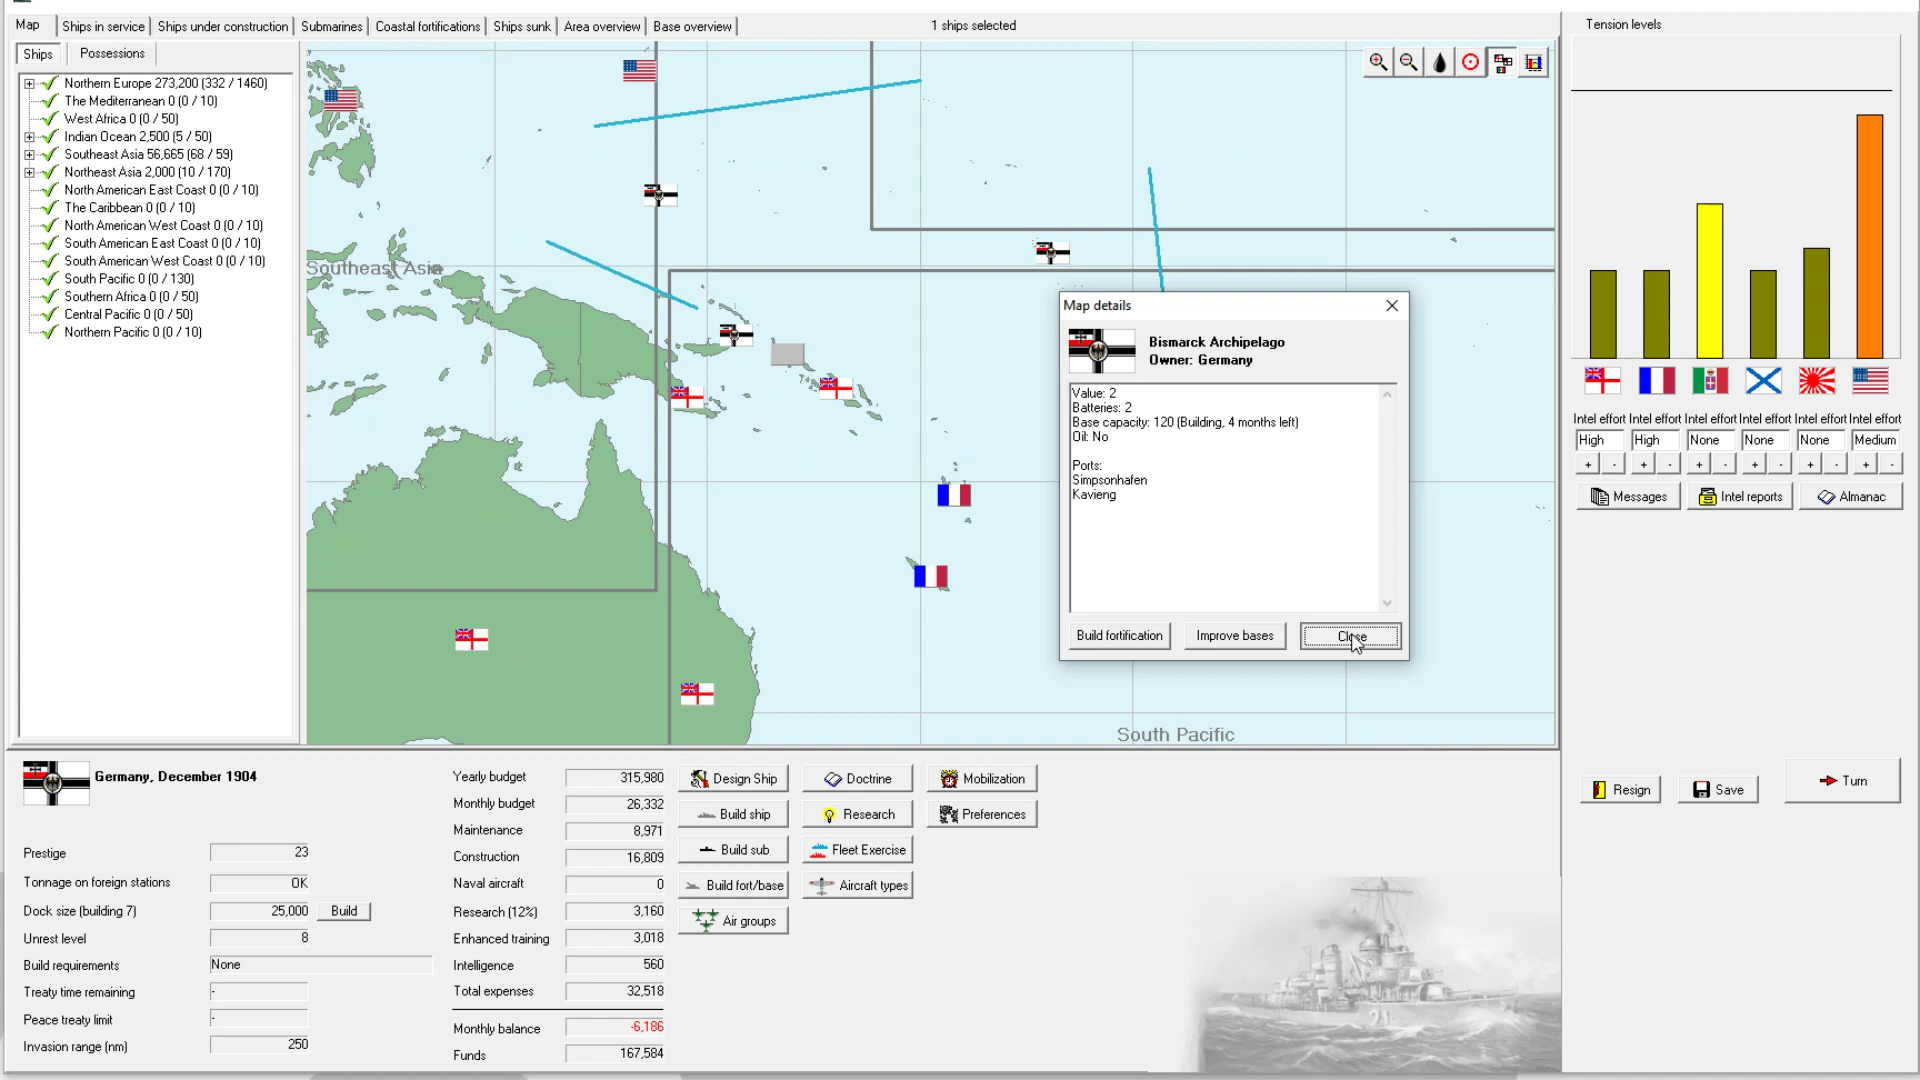 Map
Ships in service
Ships under construction
Submarines
Coastal fortifications
Ships sunk
Area overview
Base overview
1 ships selected
Tension levels
Ships
Possessions
Northern Europe 273,200 (332 / 1460)
The Mediterranean 0 (0 / 10)
West Africa 0 (0 / 50)
Indian Ocean 2,500 (5 / 50)
Southeast Asia 56,665 (68 / 59)
Northeast Asia 2,000 (10 / 170)
North American East Coast 0 (0 / 10)
The Caribbean 0 (0 / 10)
North American West Coast 0 (0 / 10)
South American East Coast 0 (0 / 10)
South American West Coast 0 (0 / 10)
South Pacific 0 (0 / 130)
Southern Africa 0 (0 / 50)
Central Pacific 0 (0 / 50)
Northern Pacific 0 (0 / 10)
Southeast Asia
South Pacific
Map details
Bismarck Archipelago
Owner: Germany
Value: 2
Batteries: 2
Base capacity: 120 (Building, 4 months left)
Oil: No
Ports:
Simpsonhafen
Kavieng
Build fortification
Improve bases
Close
Intel effort Intel effort Intel effort Intel effort Intel effort Intel effort
High High None None None Medium
+ - + - + - + - + - + -
Messages
Intel reports
Almanac
Resign
Save
Turn
Germany, December 1904
Prestige 23
Tonnage on foreign stations OK
Dock size (building 7) 25,000 Build
Unrest level 8
Build requirements None
Treaty time remaining -
Peace treaty limit -
Invasion range (nm) 250
Yearly budget 315,980
Monthly budget 26,332
Maintenance 8,971
Construction 16,809
Naval aircraft 0
Research (12%) 3,160
Enhanced training 3,018
Intelligence 560
Total expenses 32,518
Monthly balance -6,186
Funds 167,584
Design Ship
Doctrine
Mobilization
Build ship
Research
Preferences
Build sub
Fleet Exercise
Build fort/base
Aircraft types
Air groups